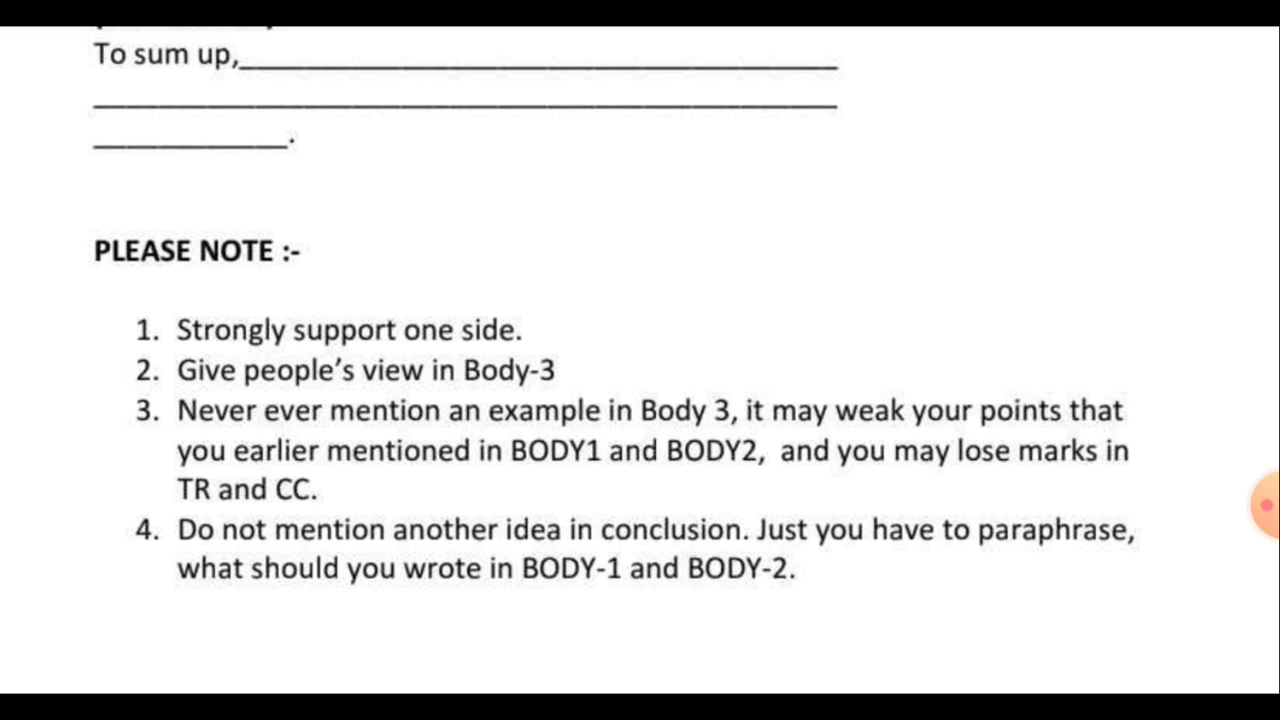 To sum up,___________________________________
____________________________________________
____________.
PLEASE NOTE :-
1. Strongly support one side.
2. Give people’s view in Body-3
3. Never ever mention an example in Body 3, it may weak your points that
you earlier mentioned in BODY1 and BODY2, and you may lose marks in
TR and CC.
4. Do not mention another idea in conclusion. Just you have to paraphrase,
what should you wrote in BODY-1 and BODY-2.